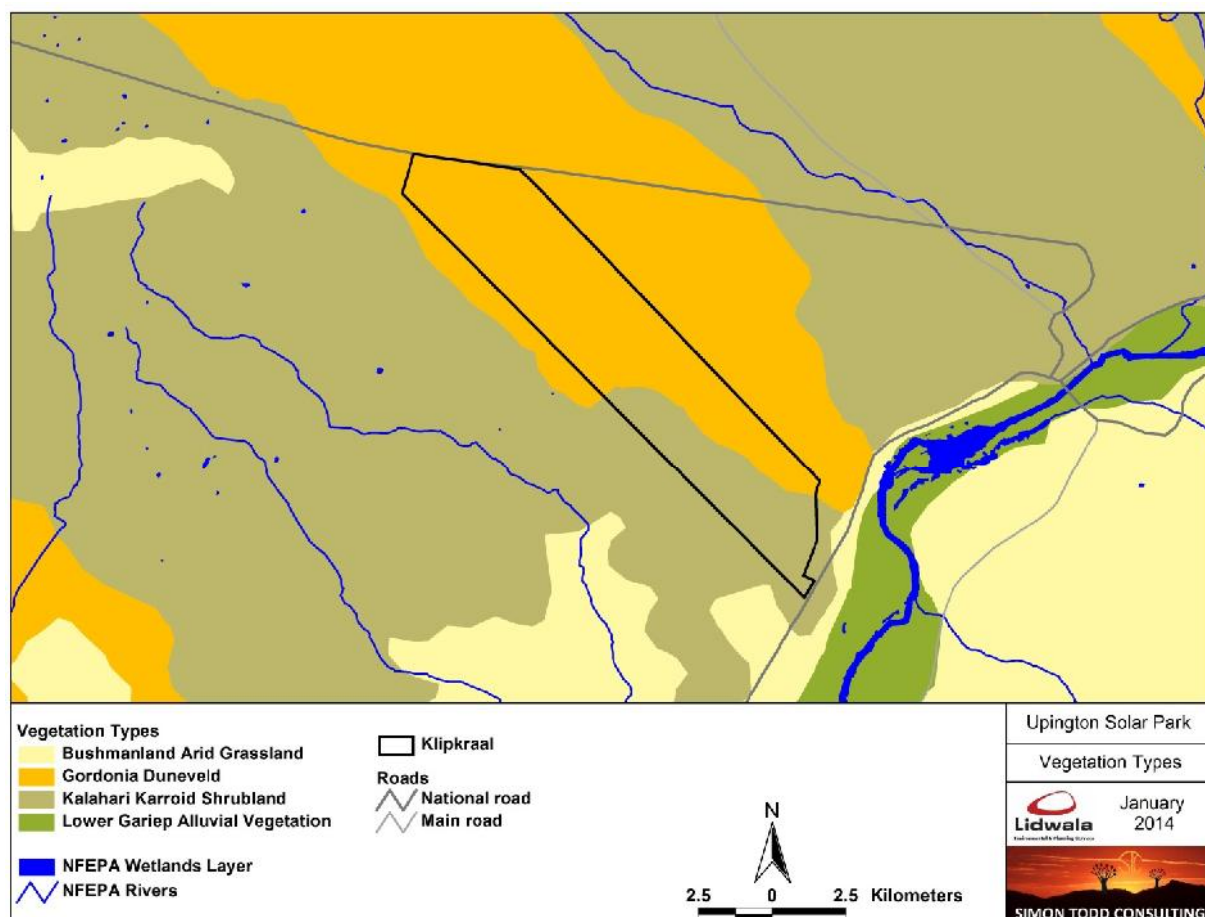 Vegetation Types
Bushmanland Arid Grassland
Gordonia Duneveld
Kalahari Karroid Shrubland
Lower Gariep Alluvial Vegetation
NFEPA Wetlands Layer
NFEPA Rivers
Klipkraal
Roads
National road
Main road
N
2.5 0 2.5 Kilometers
Upington Solar Park
Vegetation Types
Lidwala
January
2014
SIMON TODD CONSULTING